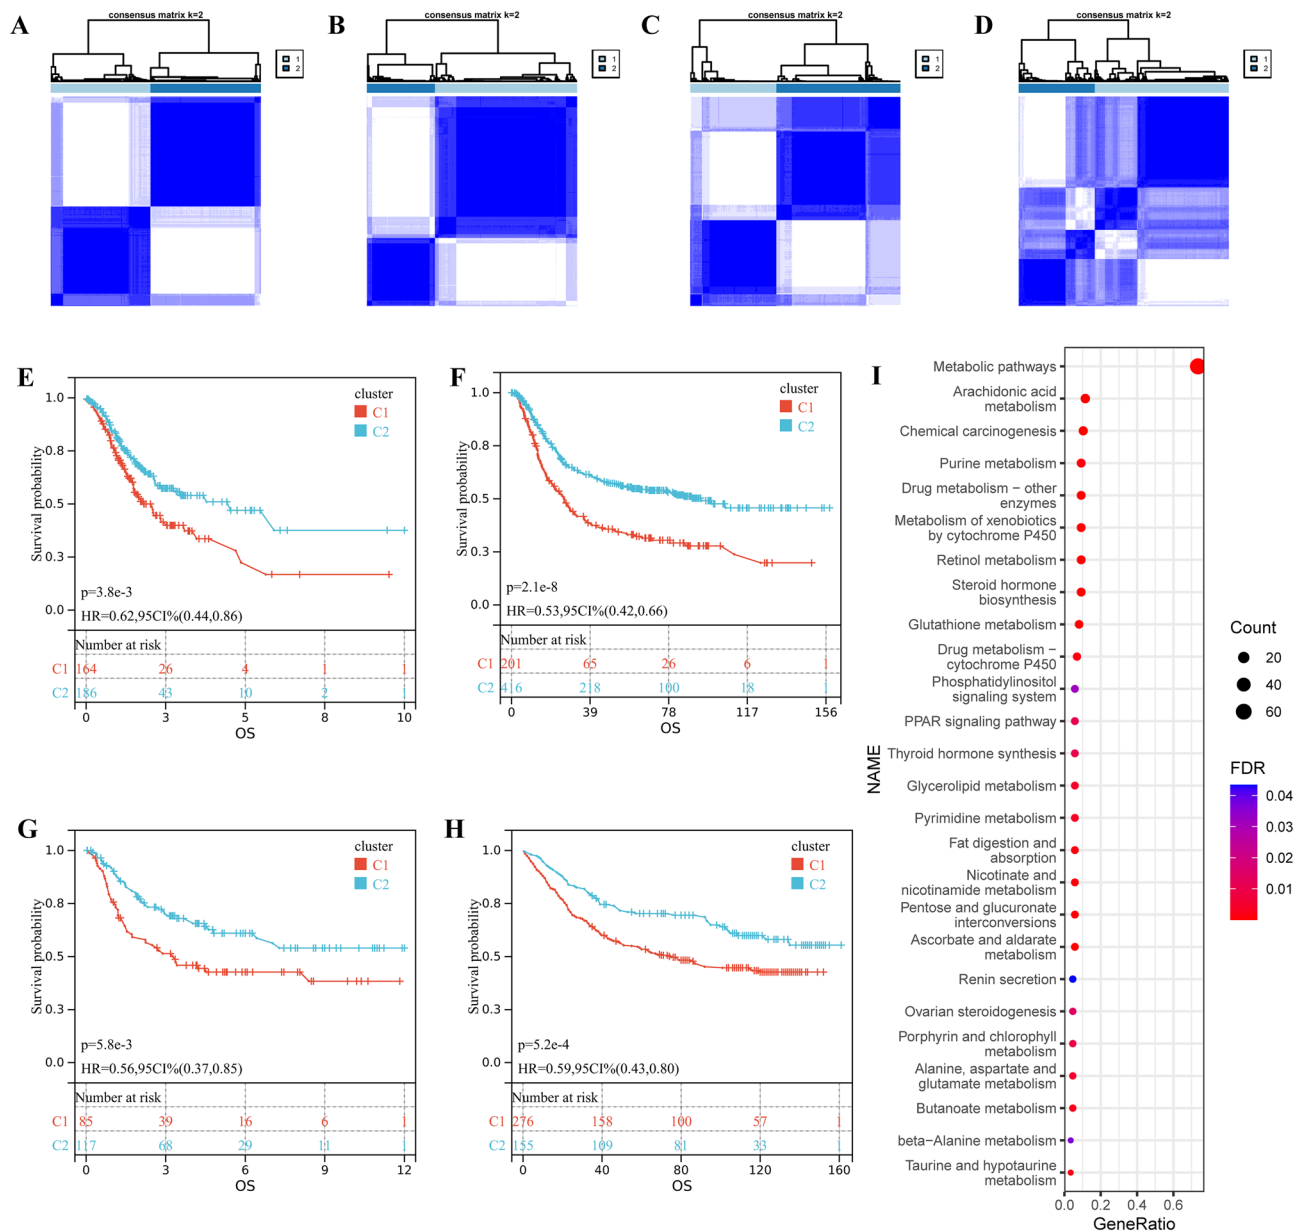 A
consensus matrix k=2
1
2
B
consensus matrix k=2
1
2
C
consensus matrix k=2
1
2
D
consensus matrix k=2
1
2
E
Survival probability
1.0
0.8
0.5
0.3
0.0
cluster
C1
C2
p=3.8e-3
HR=0.62,95CI%(0.44,0.86)
Number at risk
C1 164 26 4 1 1
C2 186 43 10 2 1
0 3 5 8 10
OS
F
Survival probability
1.0
0.8
0.5
0.3
0.0
cluster
C1
C2
p=2.1e-8
HR=0.53,95CI%(0.42,0.66)
Number at risk
C1 201 65 26 6 1
C2 416 218 100 18 1
0 39 78 117 156
OS
G
Survival probability
1.0
0.8
0.5
0.3
0.0
cluster
C1
C2
p=5.8e-3
HR=0.56,95CI%(0.37,0.85)
Number at risk
C1 85 39 16 6 1
C2 117 68 29 11 1
0 3 6 9 12
OS
H
Survival probability
1.0
0.8
0.5
0.3
0.0
cluster
C1
C2
p=5.2e-4
HR=0.59,95CI%(0.43,0.80)
Number at risk
C1 276 158 100 57 1
C2 155 109 81 33 1
0 40 80 120 160
OS
I
NAME
Metabolic pathways
Arachidonic acid
metabolism
Chemical carcinogenesis
Purine metabolism
Drug metabolism − other
enzymes
Metabolism of xenobiotics
by cytochrome P450
Retinol metabolism
Steroid hormone
biosynthesis
Glutathione metabolism
Drug metabolism −
cytochrome P450
Phosphatidylinositol
signaling system
PPAR signaling pathway
Thyroid hormone synthesis
Glycerolipid metabolism
Pyrimidine metabolism
Fat digestion and
absorption
Nicotinate and
nicotinamide metabolism
Pentose and glucuronate
interconversions
Ascorbate and aldarate
metabolism
Renin secretion
Ovarian steroidogenesis
Porphyrin and chlorophyll
metabolism
Alanine, aspartate and
glutamate metabolism
Butanoate metabolism
beta−Alanine metabolism
Taurine and hypotaurine
metabolism
0.0 0.2 0.4 0.6
GeneRatio
Count
20
40
60
FDR
0.04
0.03
0.02
0.01